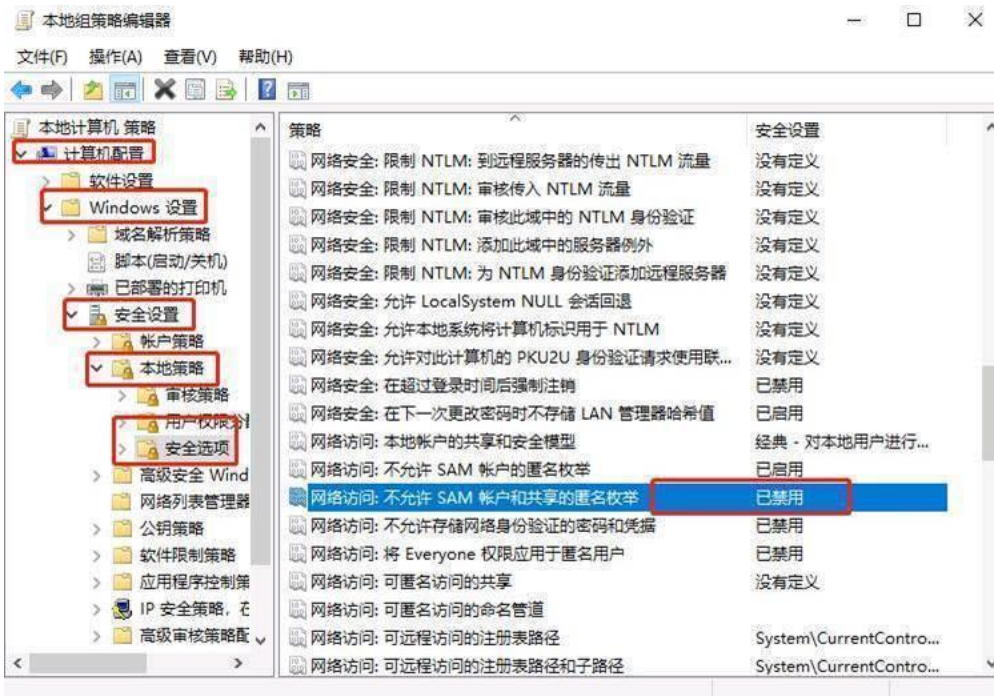 本地组策略编辑器
文件(F) 操作(A) 查看(V) 帮助(H)
本地计算机 策略
计算机配置
软件设置
Windows 设置
域名解析策略
脚本(启动/关机)
已部署的打印机
安全设置
帐户策略
本地策略
审核策略
用户权限分配
安全选项
高级安全 Wind
网络列表管理器
公钥策略
软件限制策略
应用程序控制策
IP 安全策略，在
高级审核策略配
策略 安全设置
网络安全: 限制 NTLM: 到远程服务器的传出 NTLM 流量 没有定义
网络安全: 限制 NTLM: 审核传入 NTLM 流量 没有定义
网络安全: 限制 NTLM: 审核此域中的 NTLM 身份验证 没有定义
网络安全: 限制 NTLM: 添加此域中的服务器例外 没有定义
网络安全: 限制 NTLM: 为 NTLM 身份验证添加远程服务器 没有定义
网络安全: 允许 LocalSystem NULL 会话回退 没有定义
网络安全: 允许本地系统将计算机标识用于 NTLM 没有定义
网络安全: 允许对此计算机的 PKU2U 身份验证请求使用联... 没有定义
网络安全: 在超过登录时间后强制注销 已禁用
网络安全: 在下一次更改密码时不存储 LAN 管理器哈希值 已启用
网络访问: 本地帐户的共享和安全模型 经典 - 对本地用户进行...
网络访问: 不允许 SAM 帐户的匿名枚举 已启用
网络访问: 不允许 SAM 帐户和共享的匿名枚举 已禁用
网络访问: 不允许存储网络身份验证的密码和凭据 已禁用
网络访问: 将 Everyone 权限应用于匿名用户 已禁用
网络访问: 可匿名访问的共享 没有定义
网络访问: 可匿名访问的命名管道
网络访问: 可远程访问的注册表路径 System\CurrentContro...
网络访问: 可远程访问的注册表路径和子路径 System\CurrentContro...